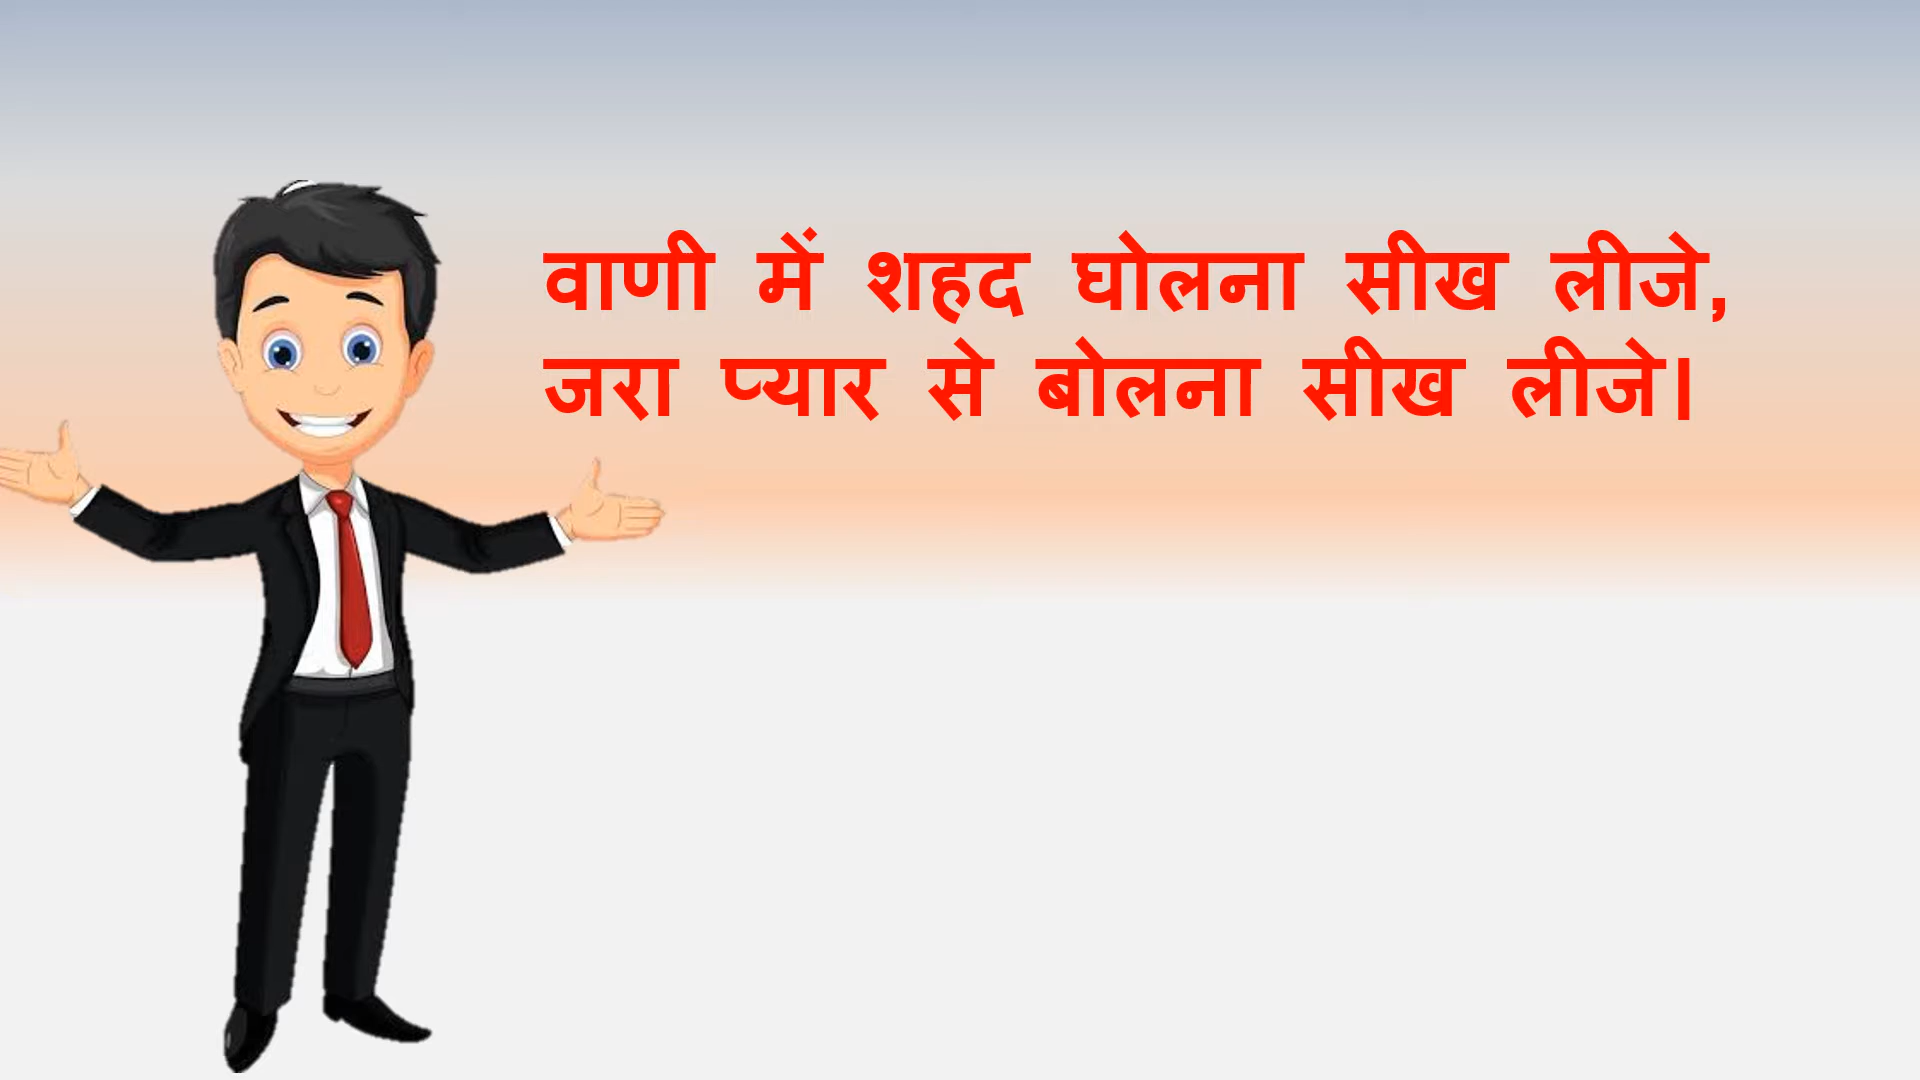 वाणी में शहद घोलना सीख लीजे,
जरा प्यार से बोलना सीख लीजे।